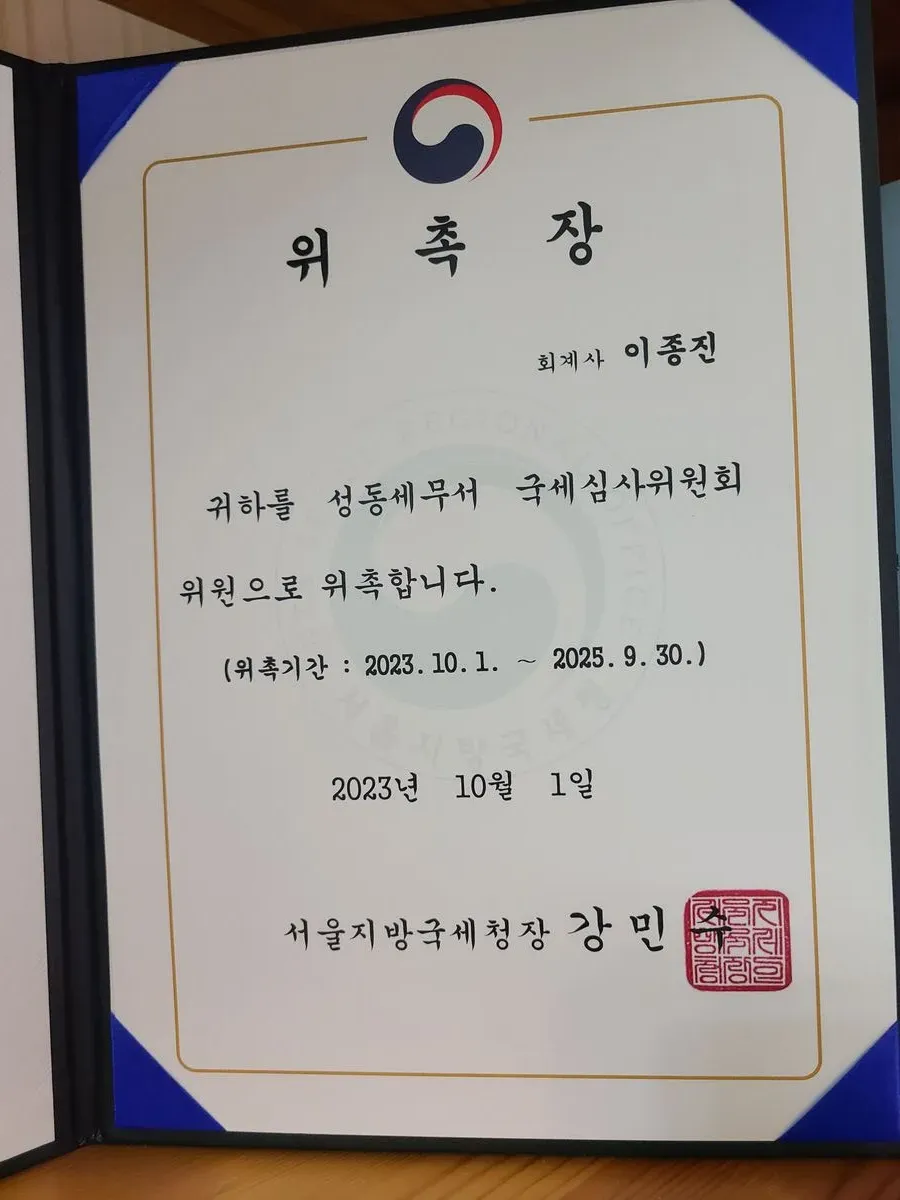 위 촉 장
회계사 이종진
귀하를 성동세무서 국세심사위원회
위원으로 위촉합니다.
(위촉기간 : 2023. 10. 1. ~ 2025. 9. 30.)
2023년 10월 1일
서울지방국세청장 강 민 수